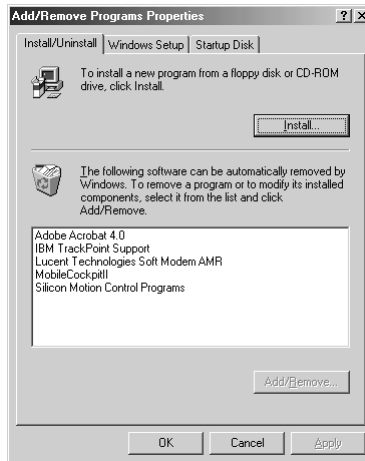 Add/Remove Programs Properties
Install/Uninstall Windows Setup Startup Disk
To install a new program from a floppy disk or CD-ROM
drive, click Install.
Install...
The following software can be automatically removed by
Windows. To remove a program or to modify its installed
components, select it from the list and click
Add/Remove.
Adobe Acrobat 4.0
IBM TrackPoint Support
Lucent Technologies Soft Modem AMR
MobileCockpitII
Silicon Motion Control Programs
Add/Remove...
OK Cancel Apply